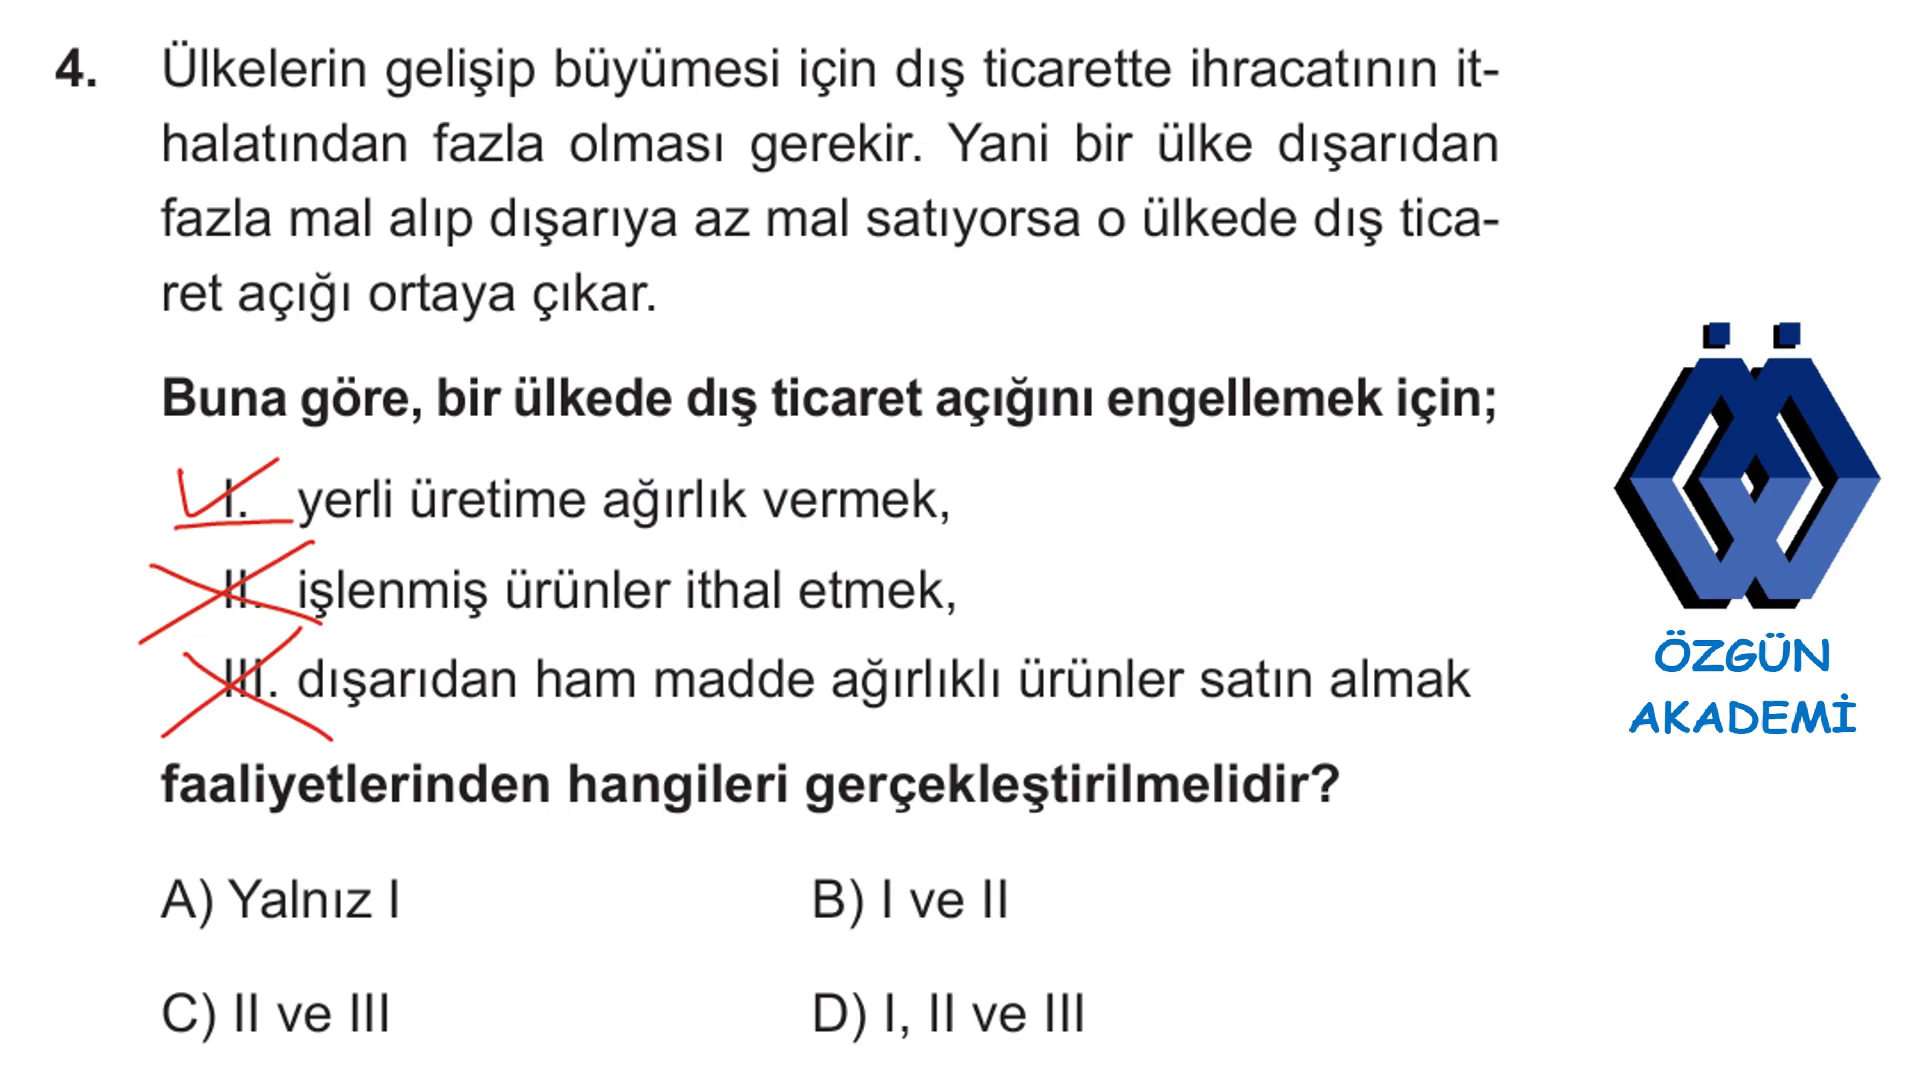 4. Ülkelerin gelişip büyümesi için dış ticarette ihracatının it-
halatından fazla olması gerekir. Yani bir ülke dışarıdan
fazla mal alıp dışarıya az mal satıyorsa o ülkede dış tica-
ret açığı ortaya çıkar.
Buna göre, bir ülkede dış ticaret açığını engellemek için;
I. yerli üretime ağırlık vermek,
II. işlenmiş ürünler ithal etmek,
III. dışarıdan ham madde ağırlıklı ürünler satın almak
faaliyetlerinden hangileri gerçekleştirilmelidir?
A) Yalnız I
B) I ve II
C) II ve III
D) I, II ve III
ÖZGÜN
AKADEMİ